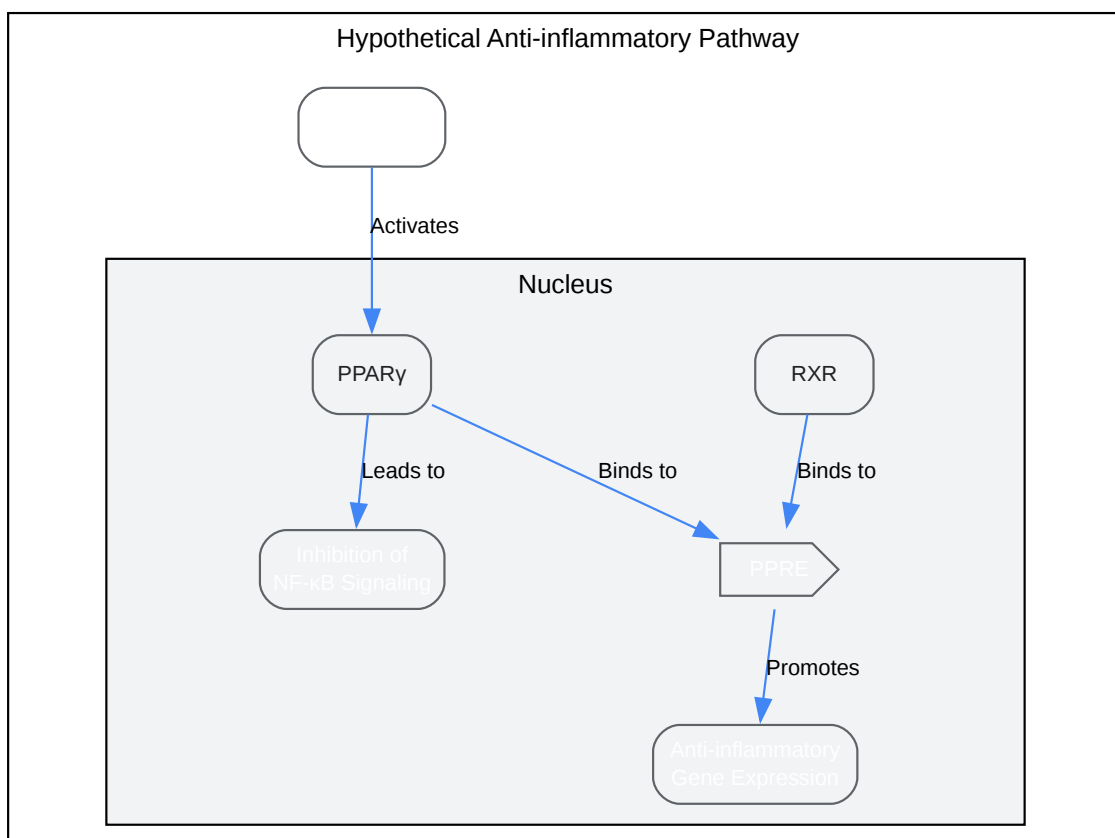 Hypothetical Anti-inflammatory Pathway
Activates
Nucleus
PPARγ
RXR
Leads to
Binds to
Binds to
Inhibition of
NF-κB Signaling
PPRE
Promotes
Anti-inflammatory
Gene Expression